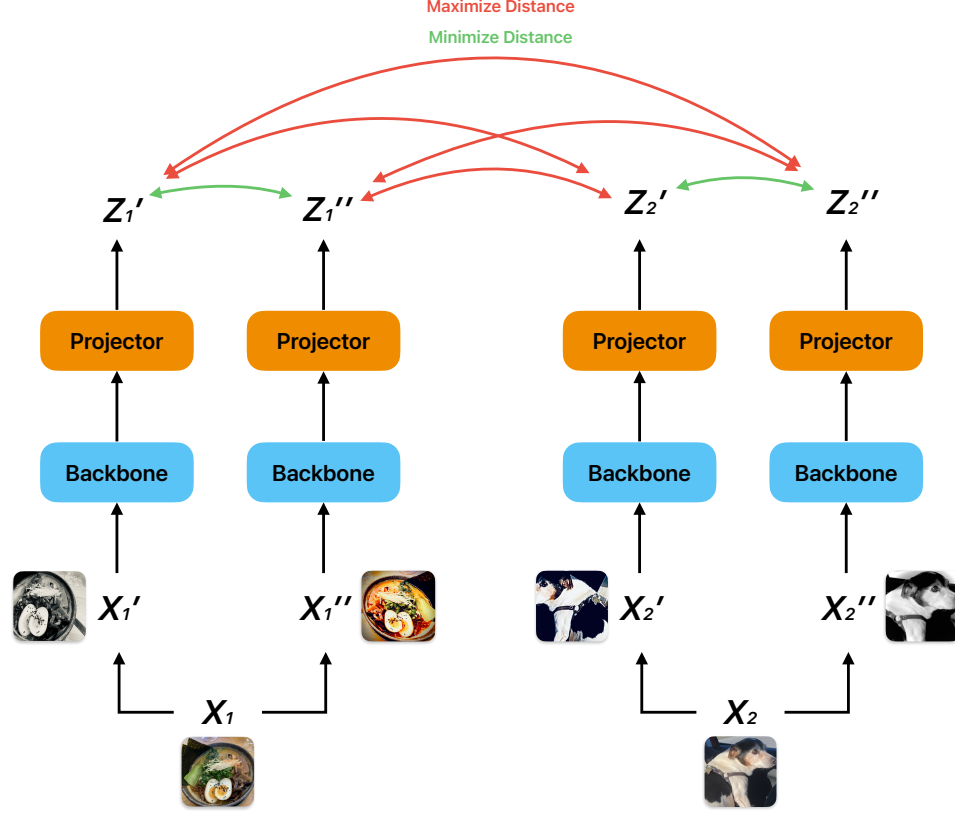 Maximize Distance
Minimize Distance
Z₁′ Z₁′′ Z₂′ Z₂′′
Projector Projector Projector Projector
Backbone Backbone Backbone Backbone
X₁′ X₁′′ X₂′ X₂′′
X₁ X₂